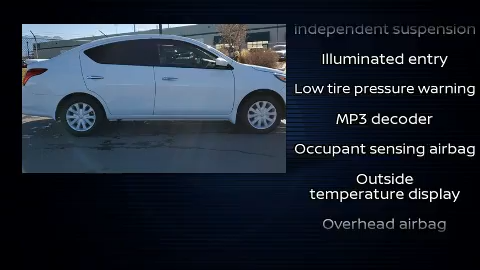 Independent suspension
Illuminated entry
Low tire pressure warning
MP3 decoder
Occupant sensing airbag
Outside
temperature display
Overhead airbag